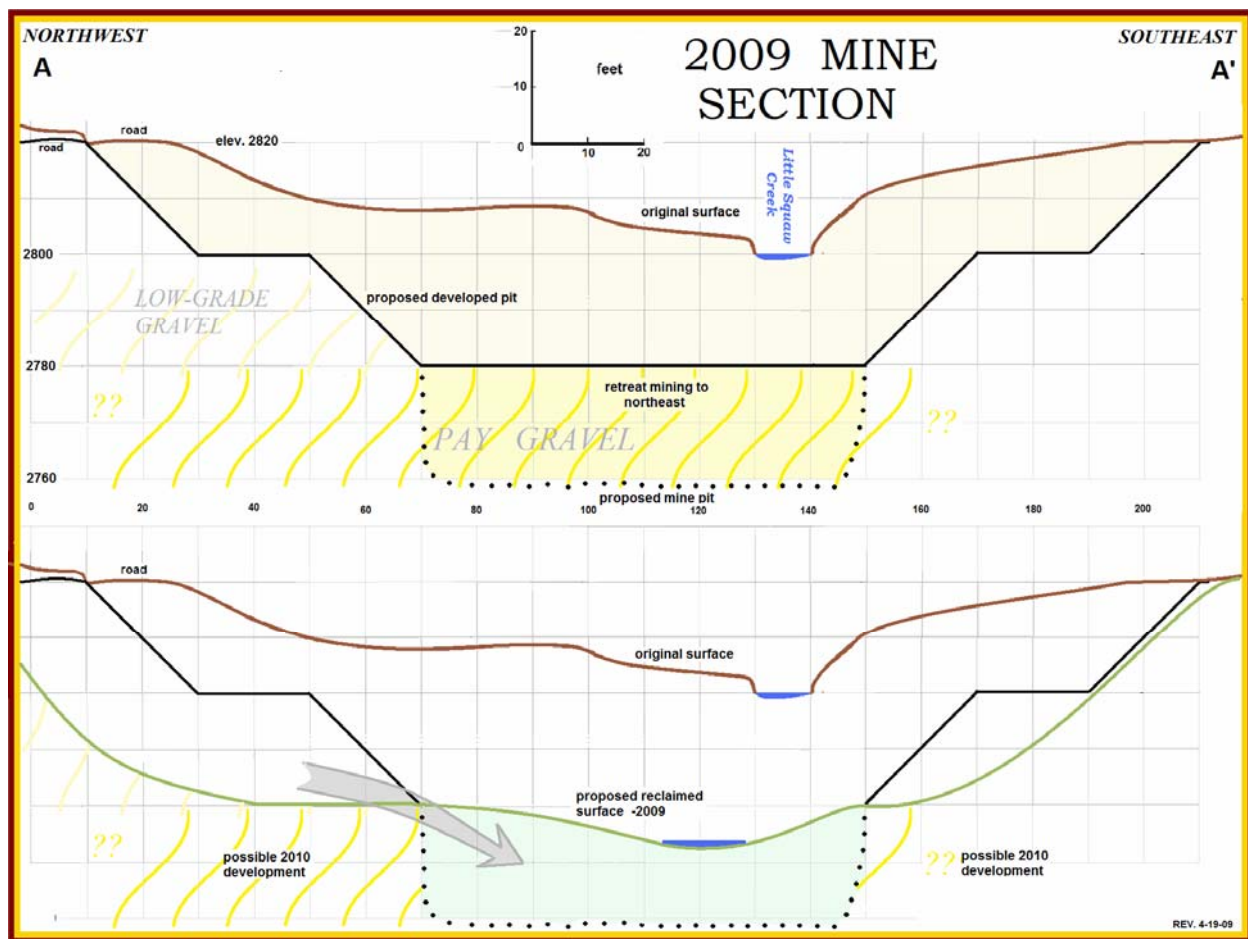 NORTHWEST
A
20
10
0
feet
10
20
2009 MINE
SECTION
SOUTHEAST
A'
road
road
elev. 2820
original surface
Little Squaw
Creek
2800
LOW-GRADE
GRAVEL
proposed developed pit
2780
??
retreat mining to
northeast
??
PAY GRAVEL
2760
proposed mine pit
0 20 40 60 80 100 120 140 160 180 200
road
original surface
proposed reclaimed
surface -2009
??
possible 2010
development
??
possible 2010
development
REV. 4-19-09